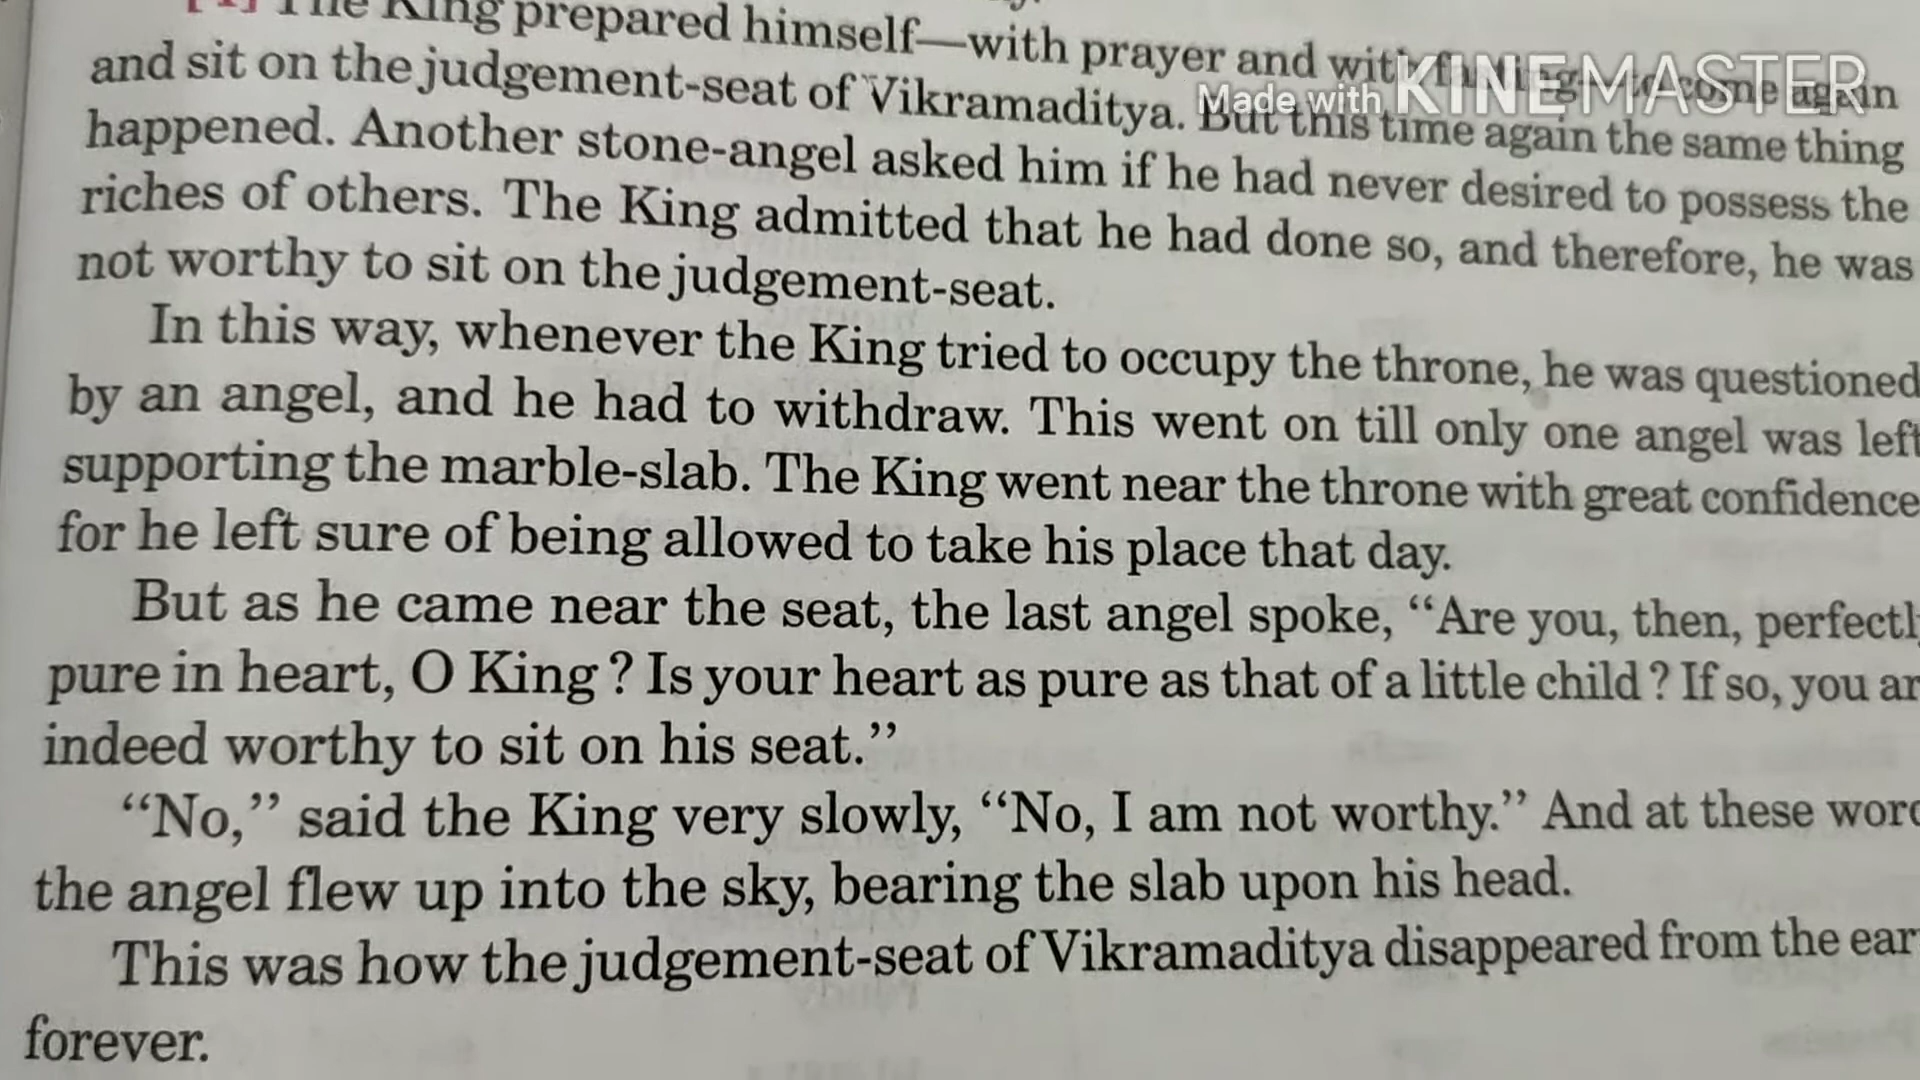 The King prepared himself—with prayer and with fasting—to come again
Made with KINEMASTER
and sit on the judgement-seat of Vikramaditya. But this time again the same thing
happened. Another stone-angel asked him if he had never desired to possess the
riches of others. The King admitted that he had done so, and therefore, he was
not worthy to sit on the judgement-seat.
In this way, whenever the King tried to occupy the throne, he was questioned
by an angel, and he had to withdraw. This went on till only one angel was left
supporting the marble-slab. The King went near the throne with great confidence
for he left sure of being allowed to take his place that day.
But as he came near the seat, the last angel spoke, “Are you, then, perfectly
pure in heart, O King? Is your heart as pure as that of a little child? If so, you ar
indeed worthy to sit on his seat.”
“No,” said the King very slowly, “No, I am not worthy.” And at these word
the angel flew up into the sky, bearing the slab upon his head.
This was how the judgement-seat of Vikramaditya disappeared from the ear
forever.